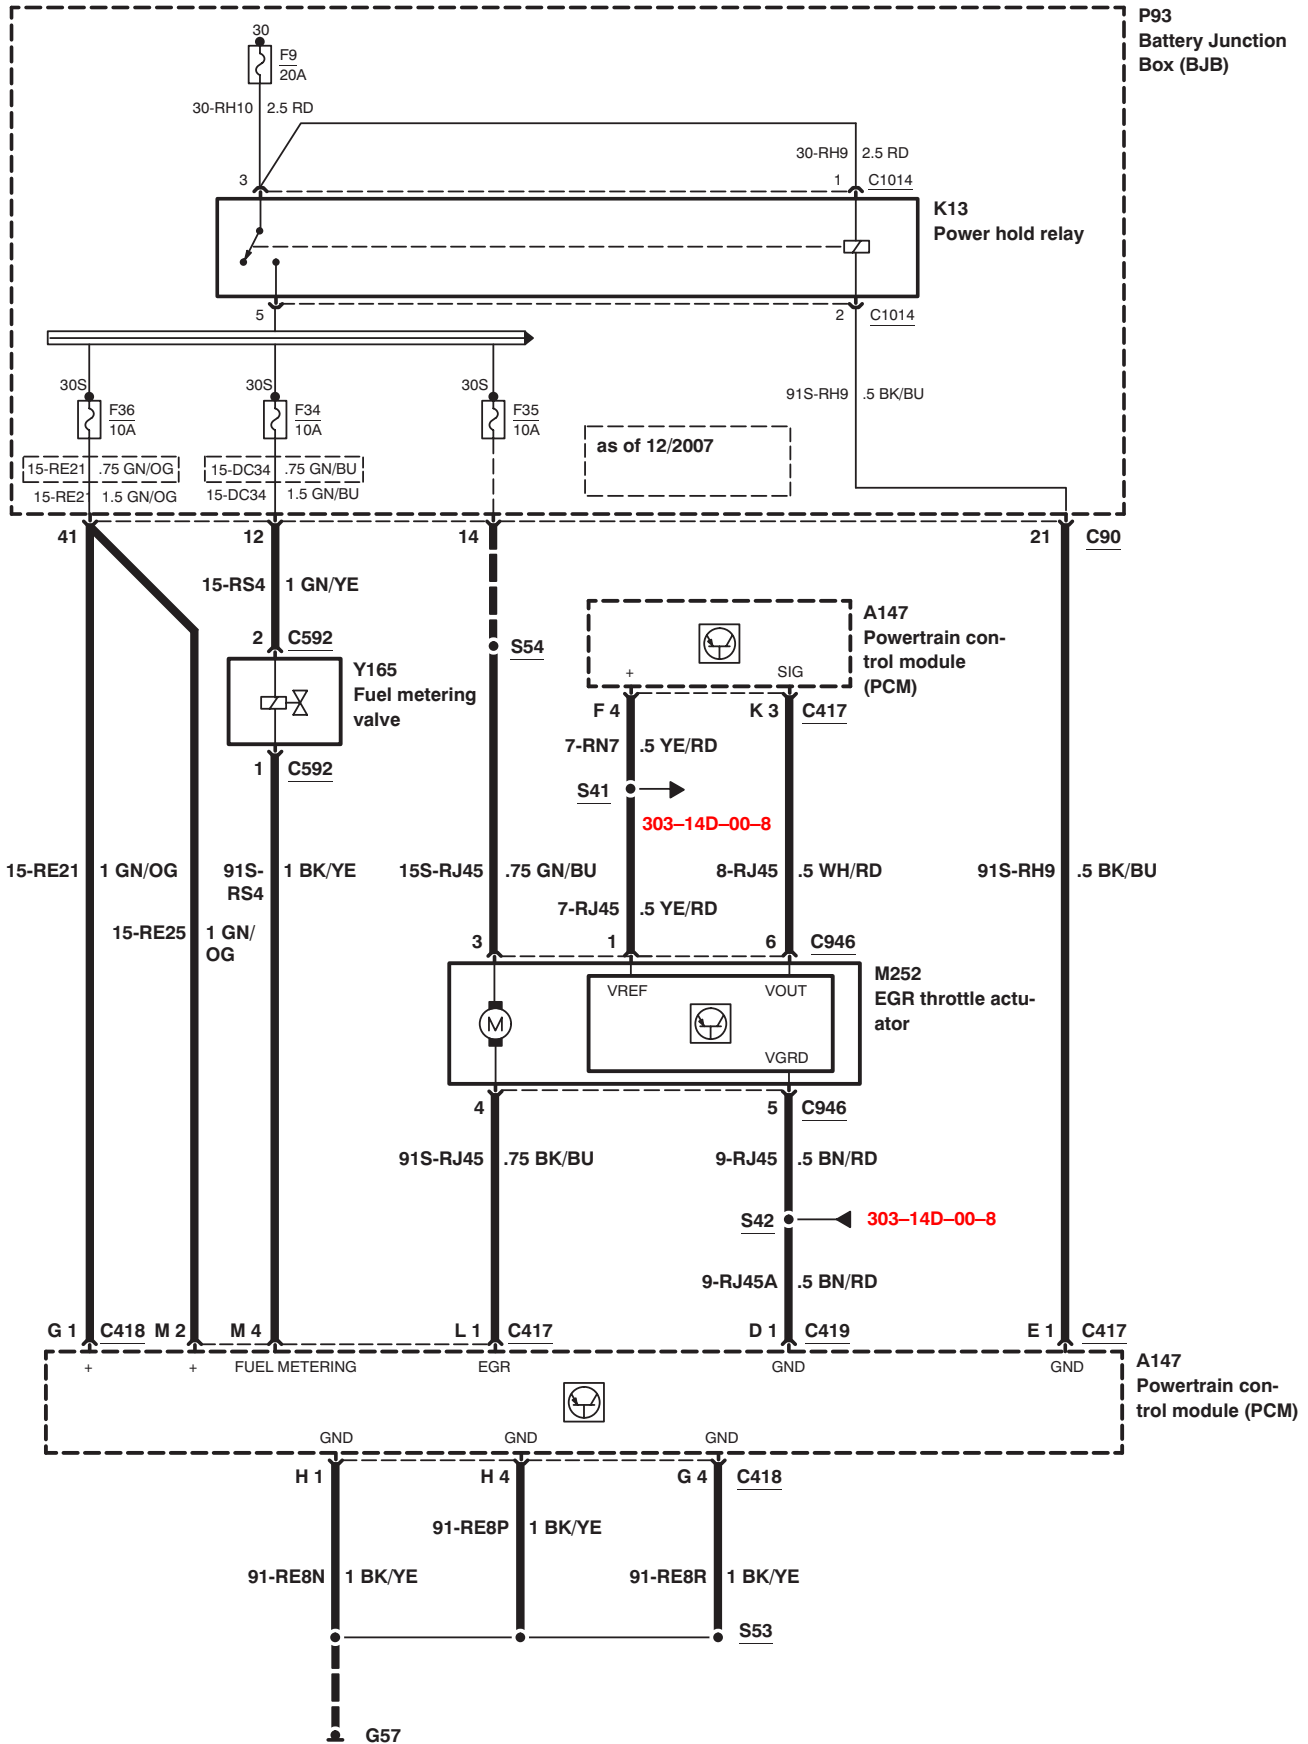 P93
Battery Junction
Box (BJB)
30
F9
20A
30-RH10 2.5 RD
30-RH9 2.5 RD
3
1 C1014
K13
Power hold relay
5
2 C1014
30S
30S
30S
F36
10A
F34
10A
F35
10A
91S-RH9 .5 BK/BU
as of 12/2007
15-RE21 .75 GN/OG
15-DC34 .75 GN/BU
15-RE21 1.5 GN/OG
15-DC34 1.5 GN/BU
41
12
14
21 C90
15-RS4 1 GN/YE
2 C592
Y165
Fuel metering
valve
1 C592
S54
A147
Powertrain con-
trol module
(PCM)
+
SIG
F 4
K 3 C417
7-RN7 .5 YE/RD
S41
303–14D–00–8
15-RE21 1 GN/OG
91S-
RS4
1 BK/YE
15S-RJ45 .75 GN/BU
8-RJ45 .5 WH/RD
91S-RH9 .5 BK/BU
7-RJ45 .5 YE/RD
15-RE25 1 GN/
OG
3
1
6 C946
M252
EGR throttle actu-
ator
VREF
VOUT
M
VGRD
4
5 C946
91S-RJ45 .75 BK/BU
9-RJ45 .5 BN/RD
S42
303–14D–00–8
9-RJ45A .5 BN/RD
G 1 C418
M 2
M 4
L 1 C417
D 1 C419
E 1 C417
+
+
FUEL METERING
EGR
GND
GND
A147
Powertrain con-
trol module (PCM)
GND
GND
GND
H 1
H 4
G 4 C418
91-RE8P 1 BK/YE
91-RE8N 1 BK/YE
91-RE8R 1 BK/YE
S53
G57